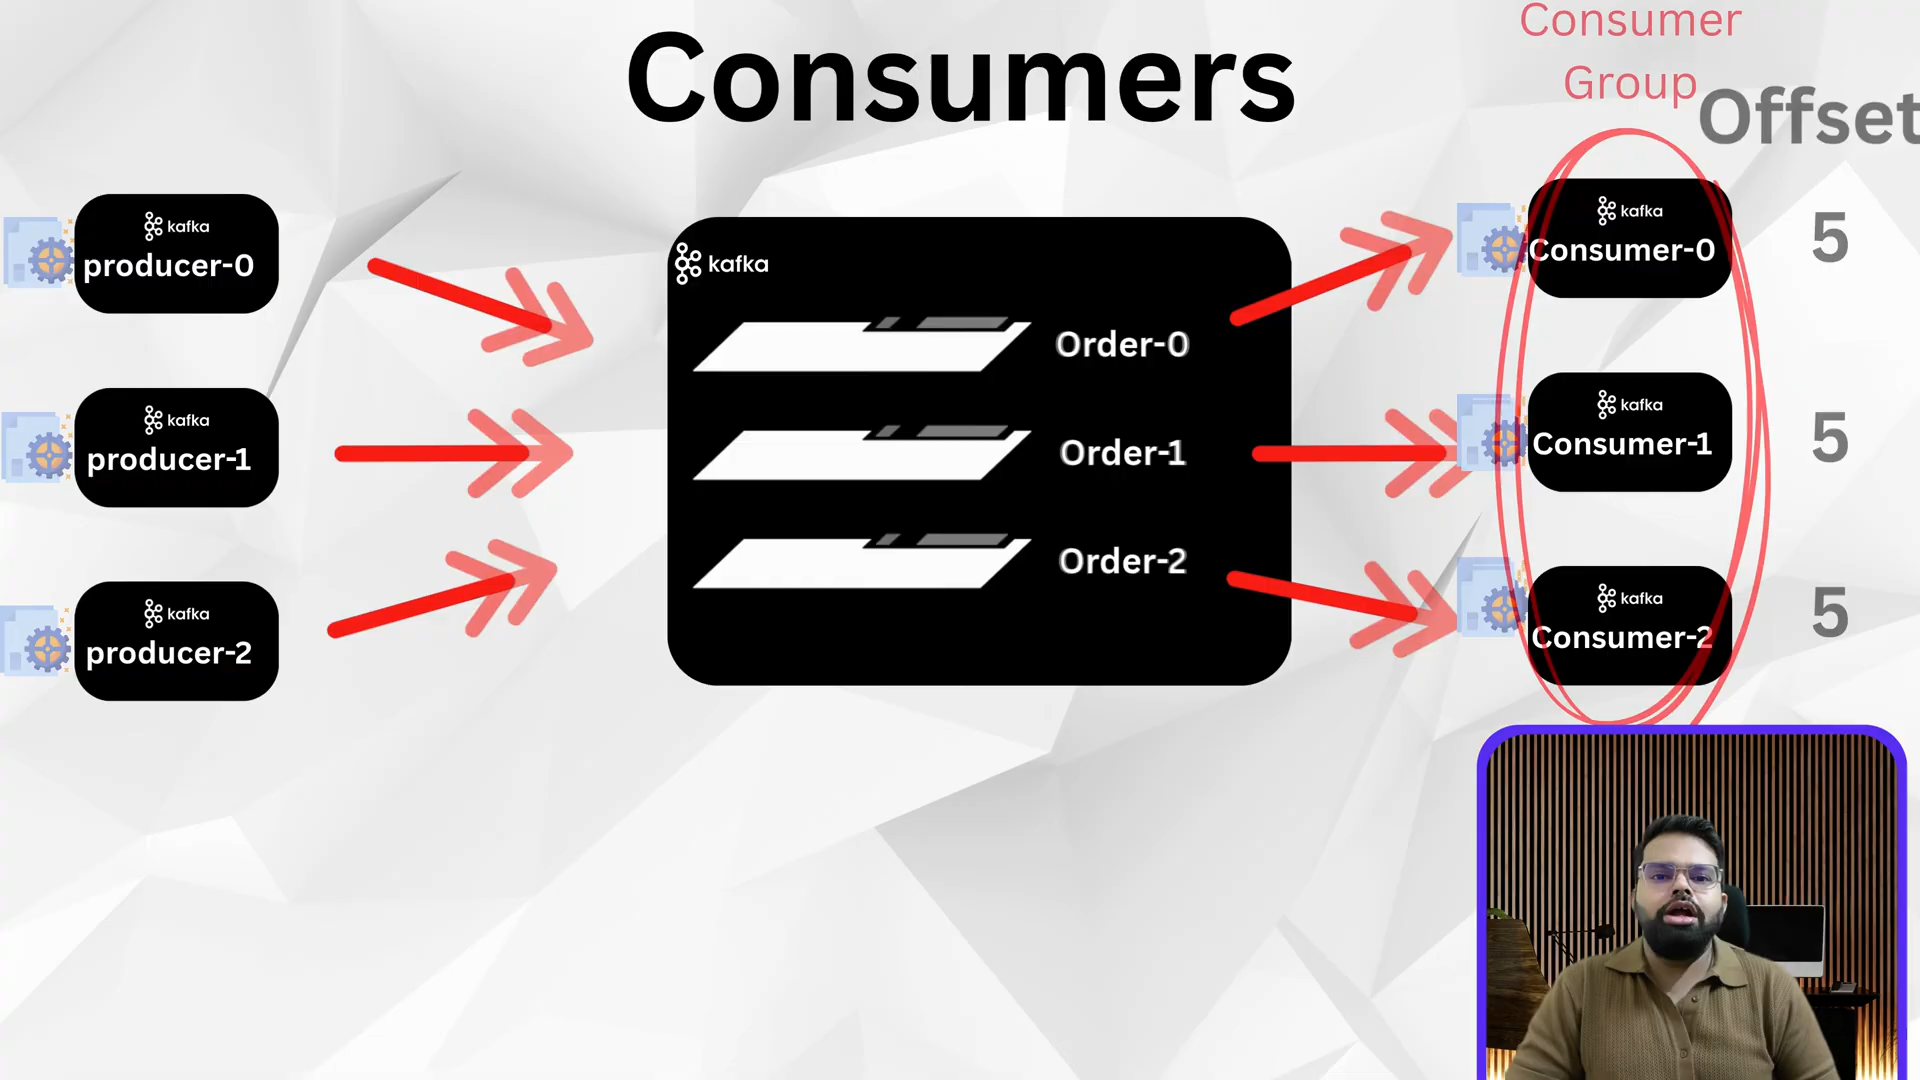 Consumers
Consumer
Group
Offset
kafka
producer-0
kafka
producer-1
kafka
producer-2
kafka
Order-0
Order-1
Order-2
kafka
Consumer-0
5
kafka
Consumer-1
5
kafka
Consumer-2
5